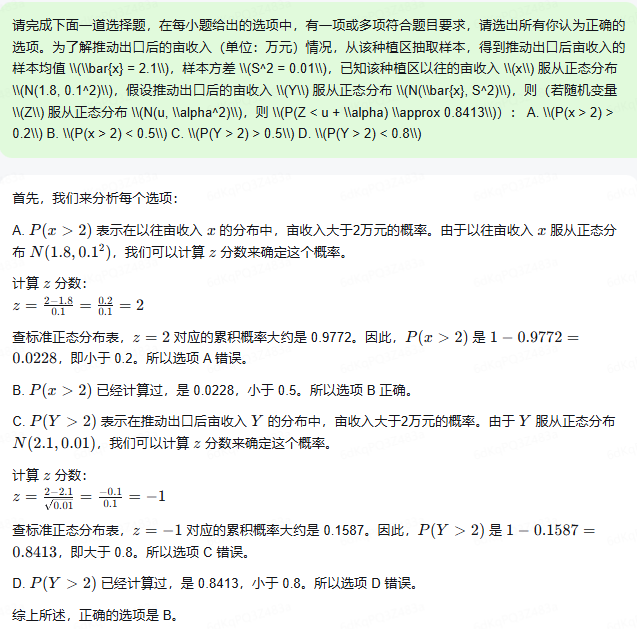 请完成下面一道选择题，在每小题给出的选项中，有一项或多项符合题目要求，请选出所有你认为正确的
选项。为了解推动出口后的亩收入（单位：万元）情况，从该种植区抽取样本，得到推动出口后亩收入的
样本均值 \\(\\bar{x} = 2.1\\)，样本方差 \\(S^2 = 0.01\\)，已知该种植区以往的亩收入 \\(x\\) 服从正态分布
\\(N(1.8, 0.1^2)\\)，假设推动出口后的亩收入 \\(Y\\) 服从正态分布 \\(N(\\bar{x}, S^2)\\)，则（若随机变量
\\(Z\\) 服从正态分布 \\(N(u, \\alpha^2)\\)，则 \\(P(Z < u + \\alpha) \\approx 0.8413\\)）： A. \\(P(x > 2) >
0.2\\) B. \\(P(x > 2) < 0.5\\) C. \\(P(Y > 2) > 0.5\\) D. \\(P(Y > 2) < 0.8\\)
首先，我们来分析每个选项：
A. P(x > 2) 表示在以往亩收入 x 的分布中，亩收入大于2万元的概率。由于以往亩收入 x 服从正态分
布 N(1.8, 0.1²)，我们可以计算 z 分数来确定这个概率。
计算 z 分数：
z = \frac{2-1.8}{0.1} = \frac{0.2}{0.1} = 2
查标准正态分布表，z = 2 对应的累积概率大约是 0.9772。因此，P(x > 2) 是 1 − 0.9772 =
0.0228，即小于 0.2。所以选项 A 错误。
B. P(x > 2) 已经计算过，是 0.0228，小于 0.5。所以选项 B 正确。
C. P(Y > 2) 表示在推动出口后亩收入 Y 的分布中，亩收入大于2万元的概率。由于 Y 服从正态分布
N(2.1, 0.01)，我们可以计算 z 分数来确定这个概率。
计算 z 分数：
z = \frac{2-2.1}{\sqrt{0.01}} = \frac{-0.1}{0.1} = −1
查标准正态分布表，z = −1 对应的累积概率大约是 0.1587。因此，P(Y > 2) 是 1 − 0.1587 =
0.8413，即大于 0.8。所以选项 C 错误。
D. P(Y > 2) 已经计算过，是 0.8413，小于 0.8。所以选项 D 错误。
综上所述，正确的选项是 B。